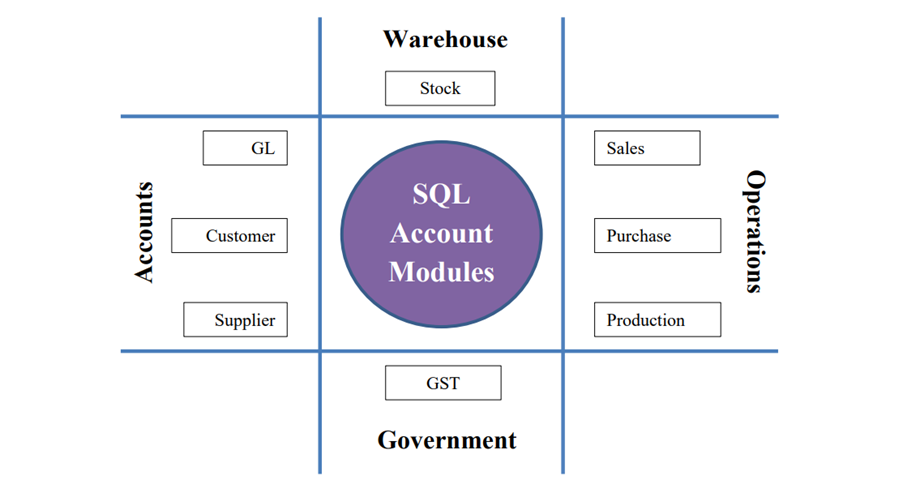 Warehouse
Stock
Accounts
GL
Customer
Supplier
SQL
Account
Modules
Sales
Purchase
Production
Operations
GST
Government